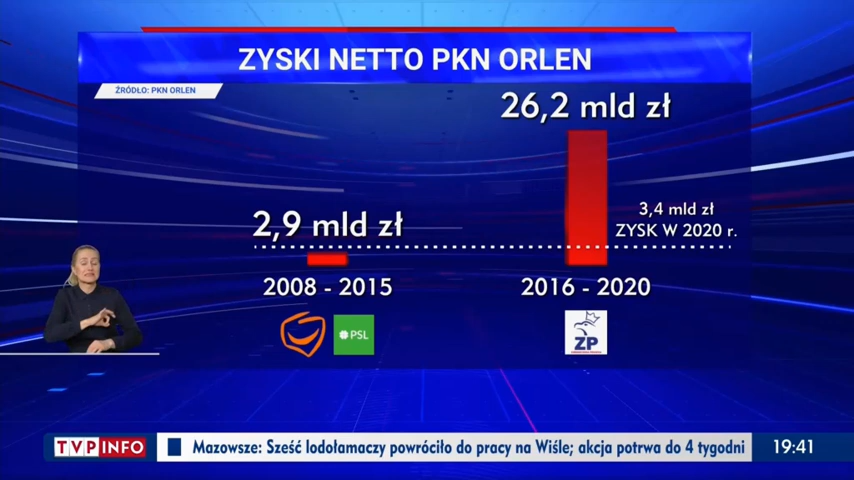 ZYSKI NETTO PKN ORLEN
ŹRÓDŁO: PKN ORLEN
26,2 mld zł
2,9 mld zł
3,4 mld zł
ZYSK W 2020 r.
2008 - 2015
2016 - 2020
PSL
ZP
TVP INFO
Mazowsze: Sześć lodołamaczy powróciło do pracy na Wiśle; akcja potrwa do 4 tygodni
19:41